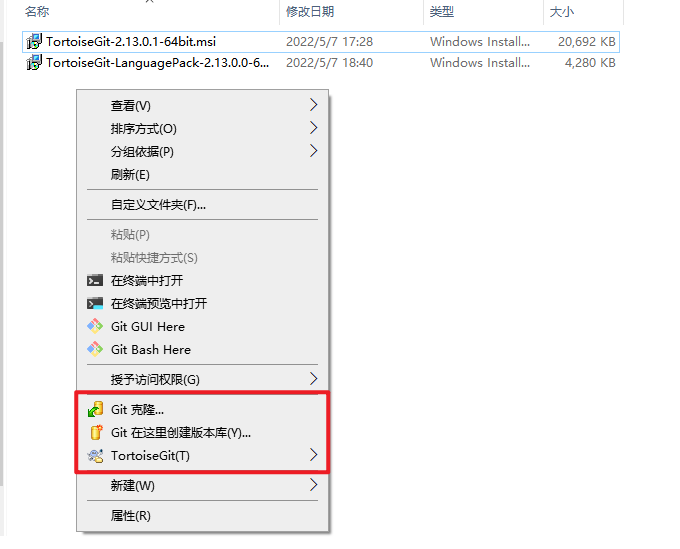 名称 修改日期 类型 大小
TortoiseGit-2.13.0.1-64bit.msi 2022/5/7 17:28 Windows Install... 20,692 KB
TortoiseGit-LanguagePack-2.13.0.0-6... 2022/5/7 18:40 Windows Install... 4,280 KB
查看(V)
排序方式(O)
分组依据(P)
刷新(E)
自定义文件夹(F)...
粘贴(P)
粘贴快捷方式(S)
在终端中打开
在终端预览中打开
Git GUI Here
Git Bash Here
授予访问权限(G)
Git 克隆...
Git 在这里创建版本库(Y)...
TortoiseGit(T)
新建(W)
属性(R)